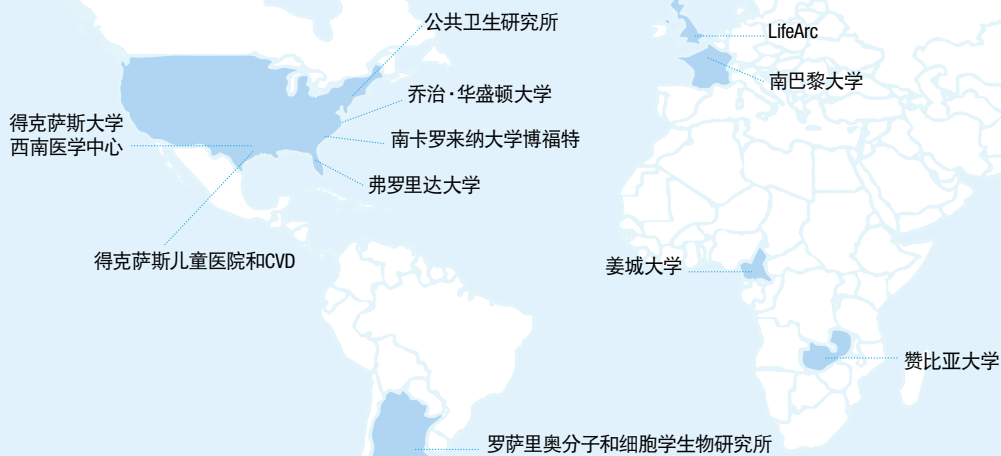 公共卫生研究所
LifeArc
南巴黎大学
乔治·华盛顿大学
得克萨斯大学
西南医学中心
南卡罗来纳大学博福特
弗罗里达大学
得克萨斯儿童医院和CVD
姜城大学
赞比亚大学
罗萨里奥分子和细胞学生物研究所